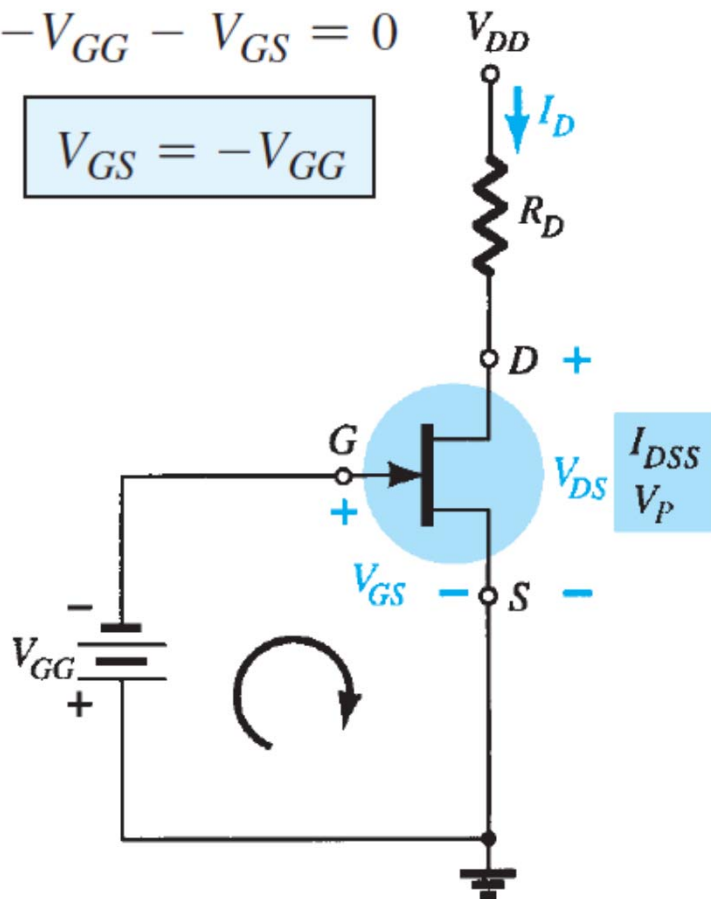 −V_GG − V_GS = 0
V_GS = −V_GG
V_DD
I_D
R_D
D +
G
+
V_DS
I_DSS
V_P
V_GS − S −
−
V_GG
+